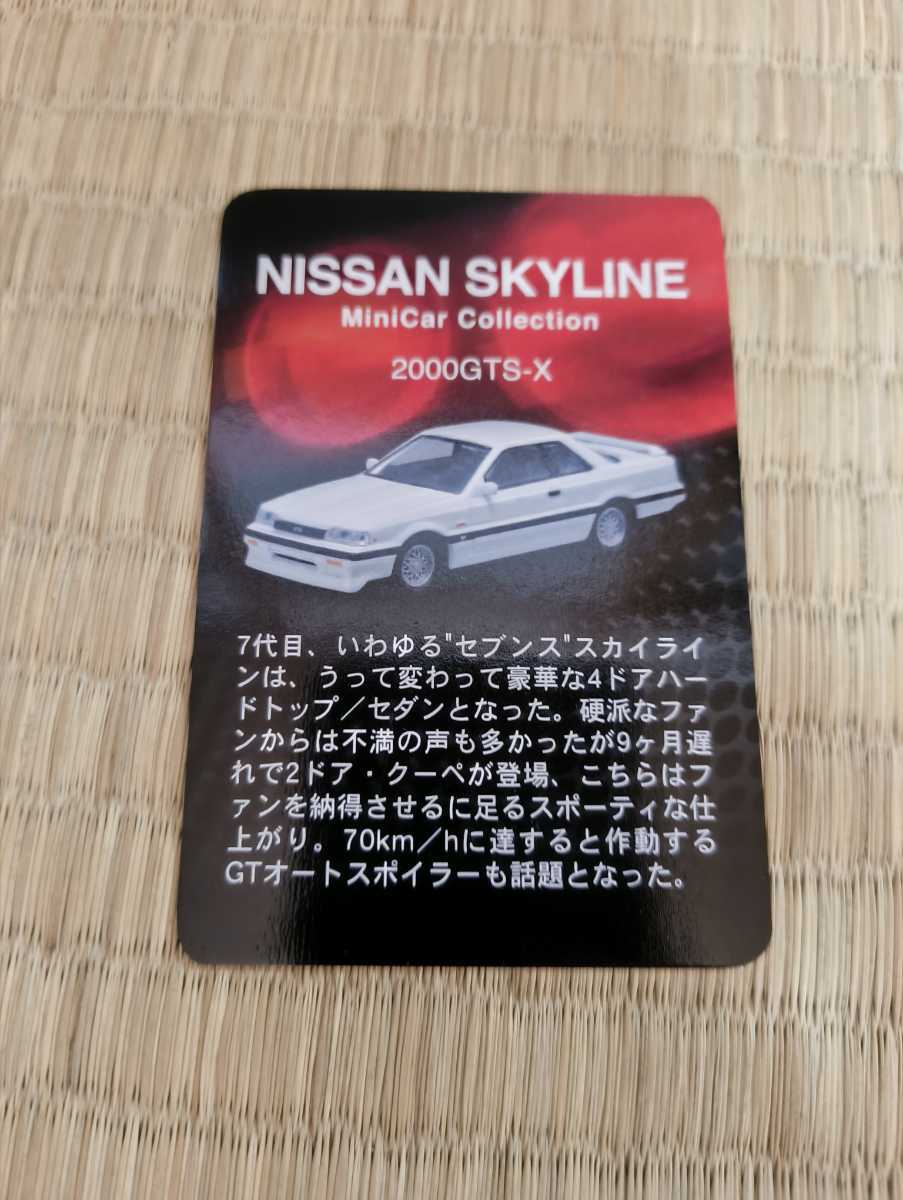 NISSAN SKYLINE
MiniCar Collection
2000GTS-X
7代目、いわゆる"セブンス"スカイライ
ンは、うって変わって豪華な4ドアハー
ドトップ／セダンとなった。硬派なファ
ンからは不満の声も多かったが9ヶ月遅
れで2ドア・クーペが登場、こちらはフ
ァンを納得させるに足るスポーティな仕
上がり。70km／hに達すると作動する
GTオートスポイラーも話題となった。